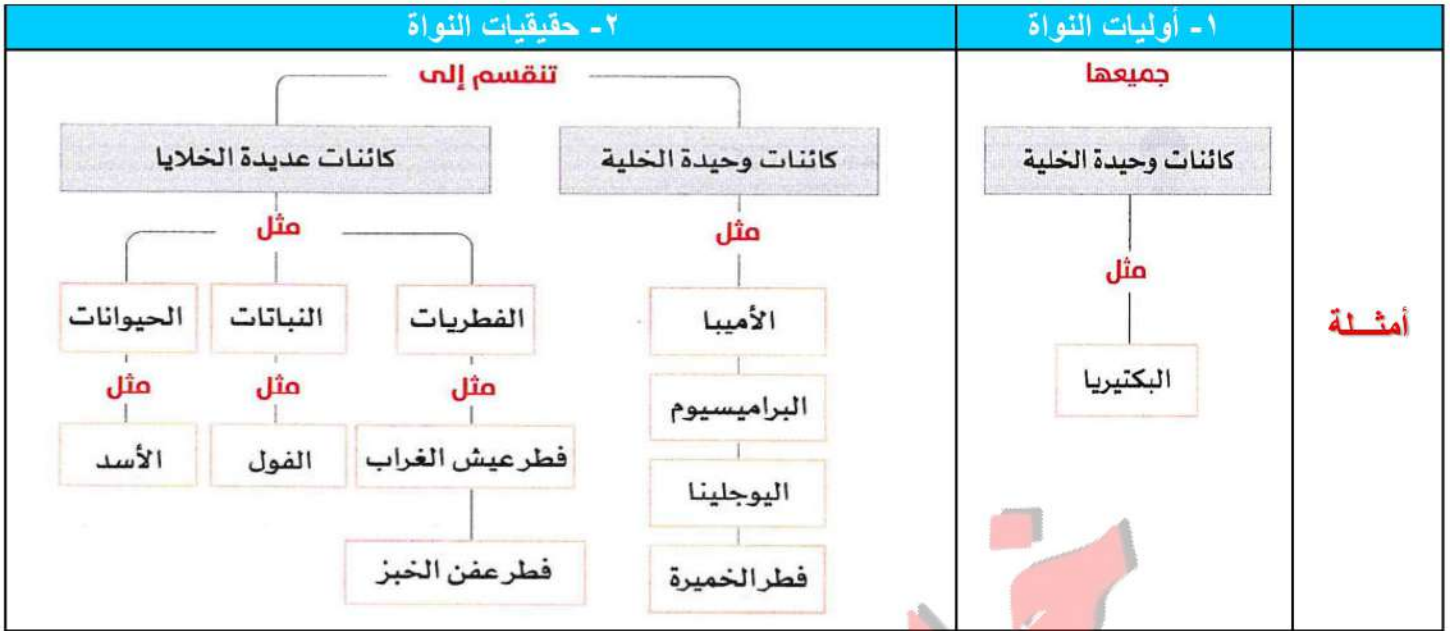 ١- أوليات النواة
٢- حقيقيات النواة
أمثـــلة
جميعها
كائنات وحيدة الخلية
مثل
البكتيريا
تنقسم إلى
كائنات وحيدة الخلية
مثل
الأميبا
البراميسيوم
اليوجلينا
فطر الخميرة
كائنات عديدة الخلايا
مثل
الفطريات
مثل
فطر عيش الغراب
فطر عفن الخبز
النباتات
مثل
الفول
الحيوانات
مثل
الأسد